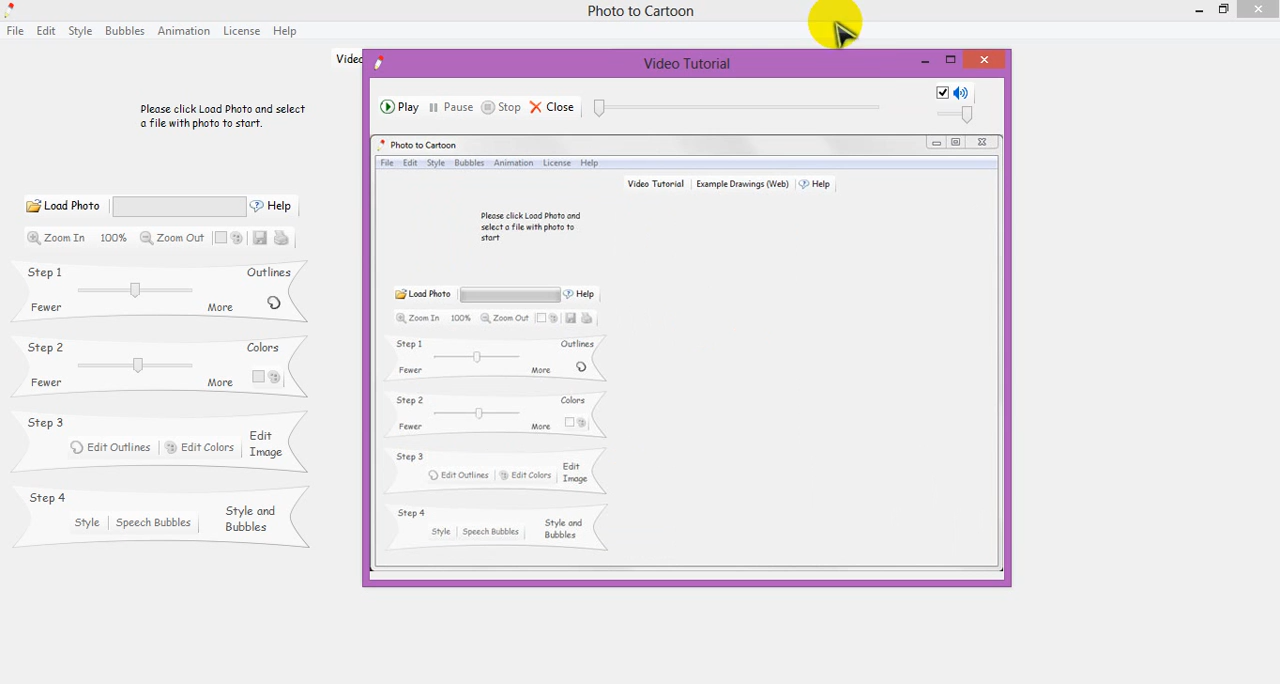 Photo to Cartoon
File Edit Style Bubbles Animation License Help
Video
Please click Load Photo and select
a file with photo to start.
Load Photo Help
Zoom In 100% Zoom Out
Step 1 Outlines
Fewer More
Step 2 Colors
Fewer More
Step 3
Edit Outlines Edit Colors Edit
Image
Step 4
Style Speech Bubbles Style and
Bubbles
Video Tutorial
Play Pause Stop Close
Photo to Cartoon
File Edit Style Bubbles Animation License Help
Video Tutorial Example Drawings (Web) Help
Please click Load Photo and
select a file with photo to
start
Load Photo Help
Zoom In 100% Zoom Out
Step 1 Outlines
Fewer More
Step 2 Colors
Fewer More
Step 3
Edit Outlines Edit Colors Edit
Image
Step 4
Style Speech Bubbles Style and
Bubbles